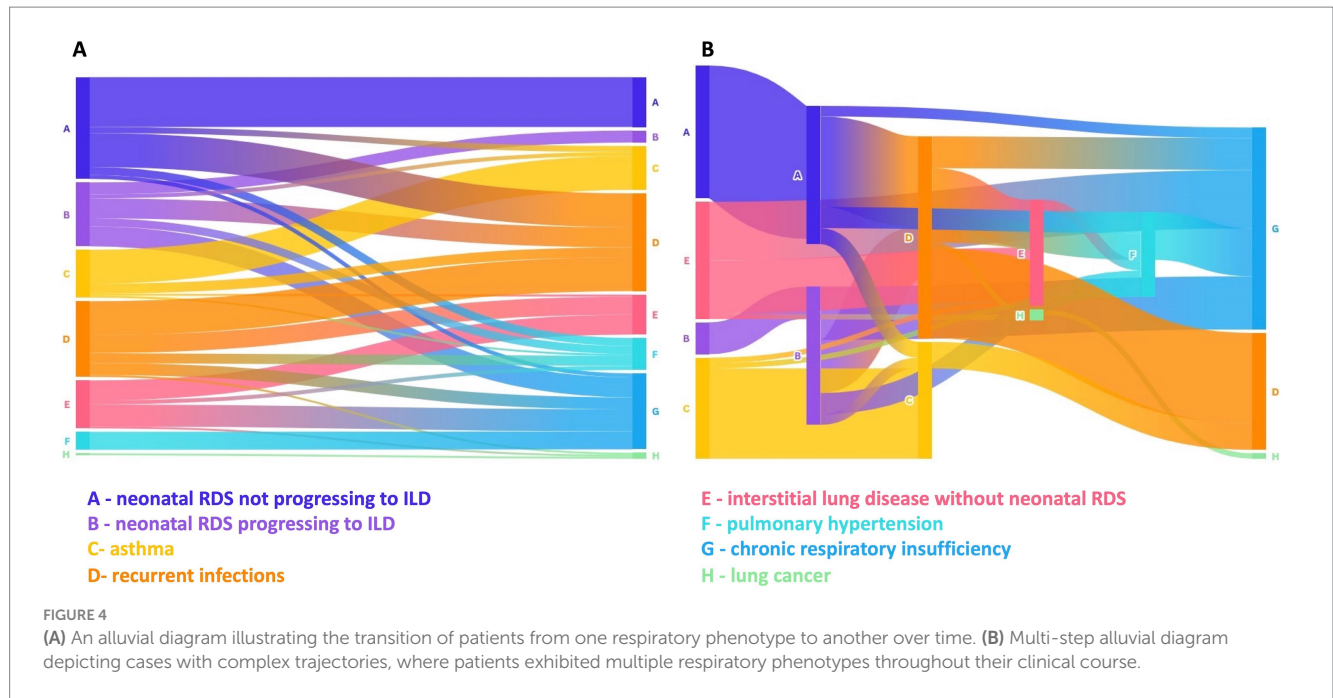 A
B
A
B
C
D
E
F
H
A
B
C
D
E
F
G
H
A
E
B
C
A
B
D
C
E
H
F
G
D
H
A - neonatal RDS not progressing to ILD
B - neonatal RDS progressing to ILD
C- asthma
D- recurrent infections
E - interstitial lung disease without neonatal RDS
F - pulmonary hypertension
G - chronic respiratory insufficiency
H - lung cancer
FIGURE 4
(A) An alluvial diagram illustrating the transition of patients from one respiratory phenotype to another over time. (B) Multi-step alluvial diagram
depicting cases with complex trajectories, where patients exhibited multiple respiratory phenotypes throughout their clinical course.